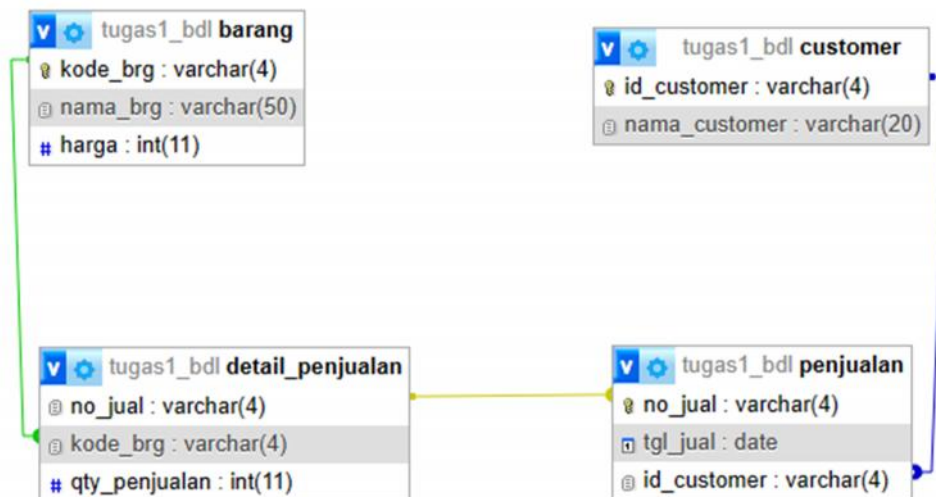 tugas1_bdl barang
kode_brg : varchar(4)
nama_brg : varchar(50)
# harga : int(11)
tugas1_bdl customer
id_customer : varchar(4)
nama_customer : varchar(20)
tugas1_bdl detail_penjualan
no_jual : varchar(4)
kode_brg : varchar(4)
# qty_penjualan : int(11)
tugas1_bdl penjualan
no_jual : varchar(4)
tgl_jual : date
id_customer : varchar(4)